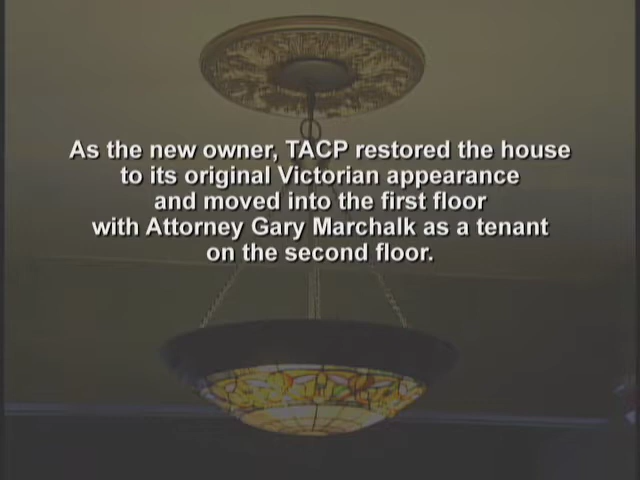 As the new owner, TACP restored the house
to its original Victorian appearance
and moved into the first floor
with Attorney Gary Marchalk as a tenant
on the second floor.